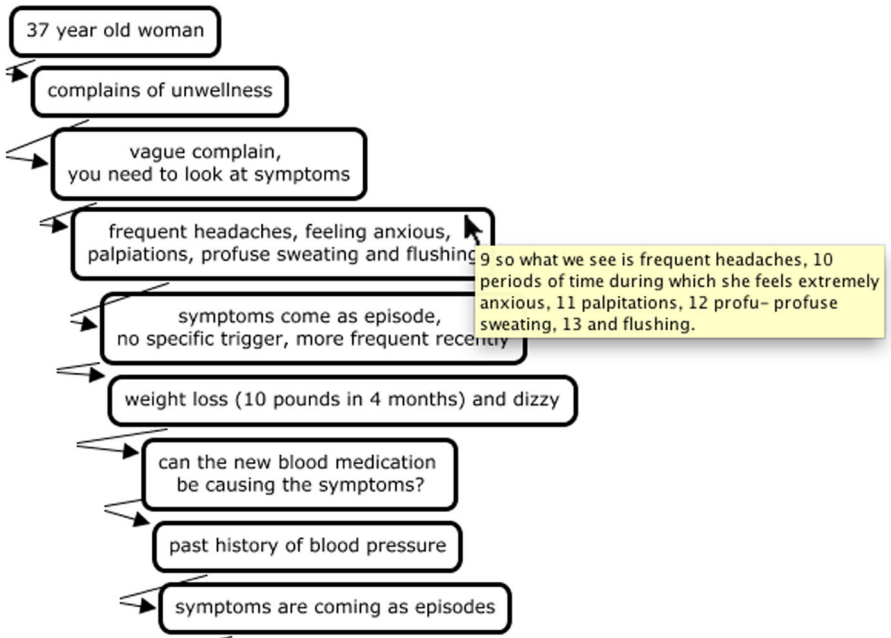 37 year old woman
complains of unwellness
vague complain,
you need to look at symptoms
frequent headaches, feeling anxious,
palpiations, profuse sweating and flushing
9 so what we see is frequent headaches, 10
periods of time during which she feels extremely
anxious, 11 palpitations, 12 profu- profuse
sweating, 13 and flushing.
symptoms come as episode,
no specific trigger, more frequent recently
weight loss (10 pounds in 4 months) and dizzy
can the new blood medication
be causing the symptoms?
past history of blood pressure
symptoms are coming as episodes